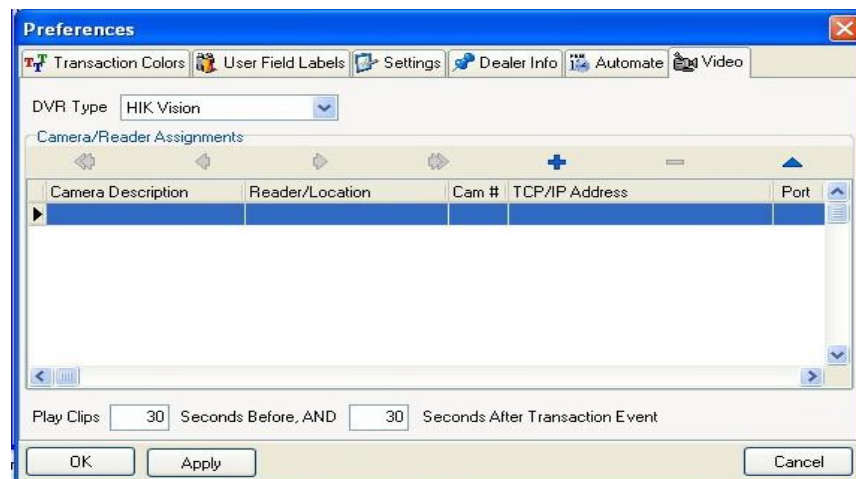 Preferences
Transaction Colors User Field Labels Settings Dealer Info Automate Video
DVR Type HIK Vision
Camera/Reader Assignments
Camera Description Reader/Location Cam # TCP/IP Address Port
Play Clips 30 Seconds Before, AND 30 Seconds After Transaction Event
OK Apply Cancel